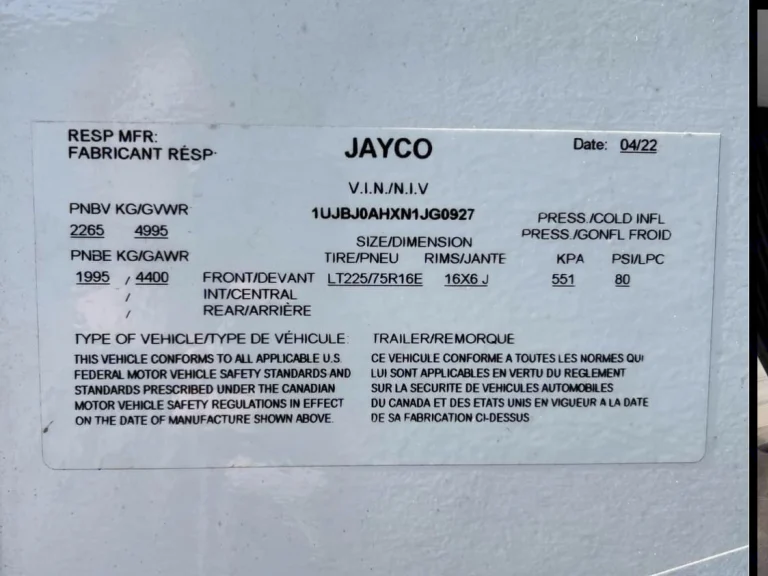 RESP MFR:
FABRICANT RÉSP·
JAYCO
Date: 04/22
V.I.N./N.I.V
PNBV KG/GVWR
1UJBJ0AHXN1JG0927
PRESS./COLD INFL
2265 4995
PRESS./GONFL FROID
SIZE/DIMENSION
PNBE KG/GAWR
TIRE/PNEU RIMS/JANTE KPA PSI/LPC
1995 / 4400 FRONT/DEVANT LT225/75R16E 16X6 J 551 80
/ INT/CENTRAL
/ REAR/ARRIÈRE
TYPE OF VEHICLE/TYPE DE VÉHICULE: TRAILER/REMORQUE
THIS VEHICLE CONFORMS TO ALL APPLICABLE U.S.
FEDERAL MOTOR VEHICLE SAFETY STANDARDS AND
STANDARDS PRESCRIBED UNDER THE CANADIAN
MOTOR VEHICLE SAFETY REGULATIONS IN EFFECT
ON THE DATE OF MANUFACTURE SHOWN ABOVE.
CE VEHICULE CONFORME A TOUTES LES NORMES QUI
LUI SONT APPLICABLES EN VERTU DU REGLEMENT
SUR LA SECURITE DE VEHICULES AUTOMOBILES
DU CANADA ET DES ETATS UNIS EN VIGUEUR A LA DATE
DE SA FABRICATION CI-DESSUS